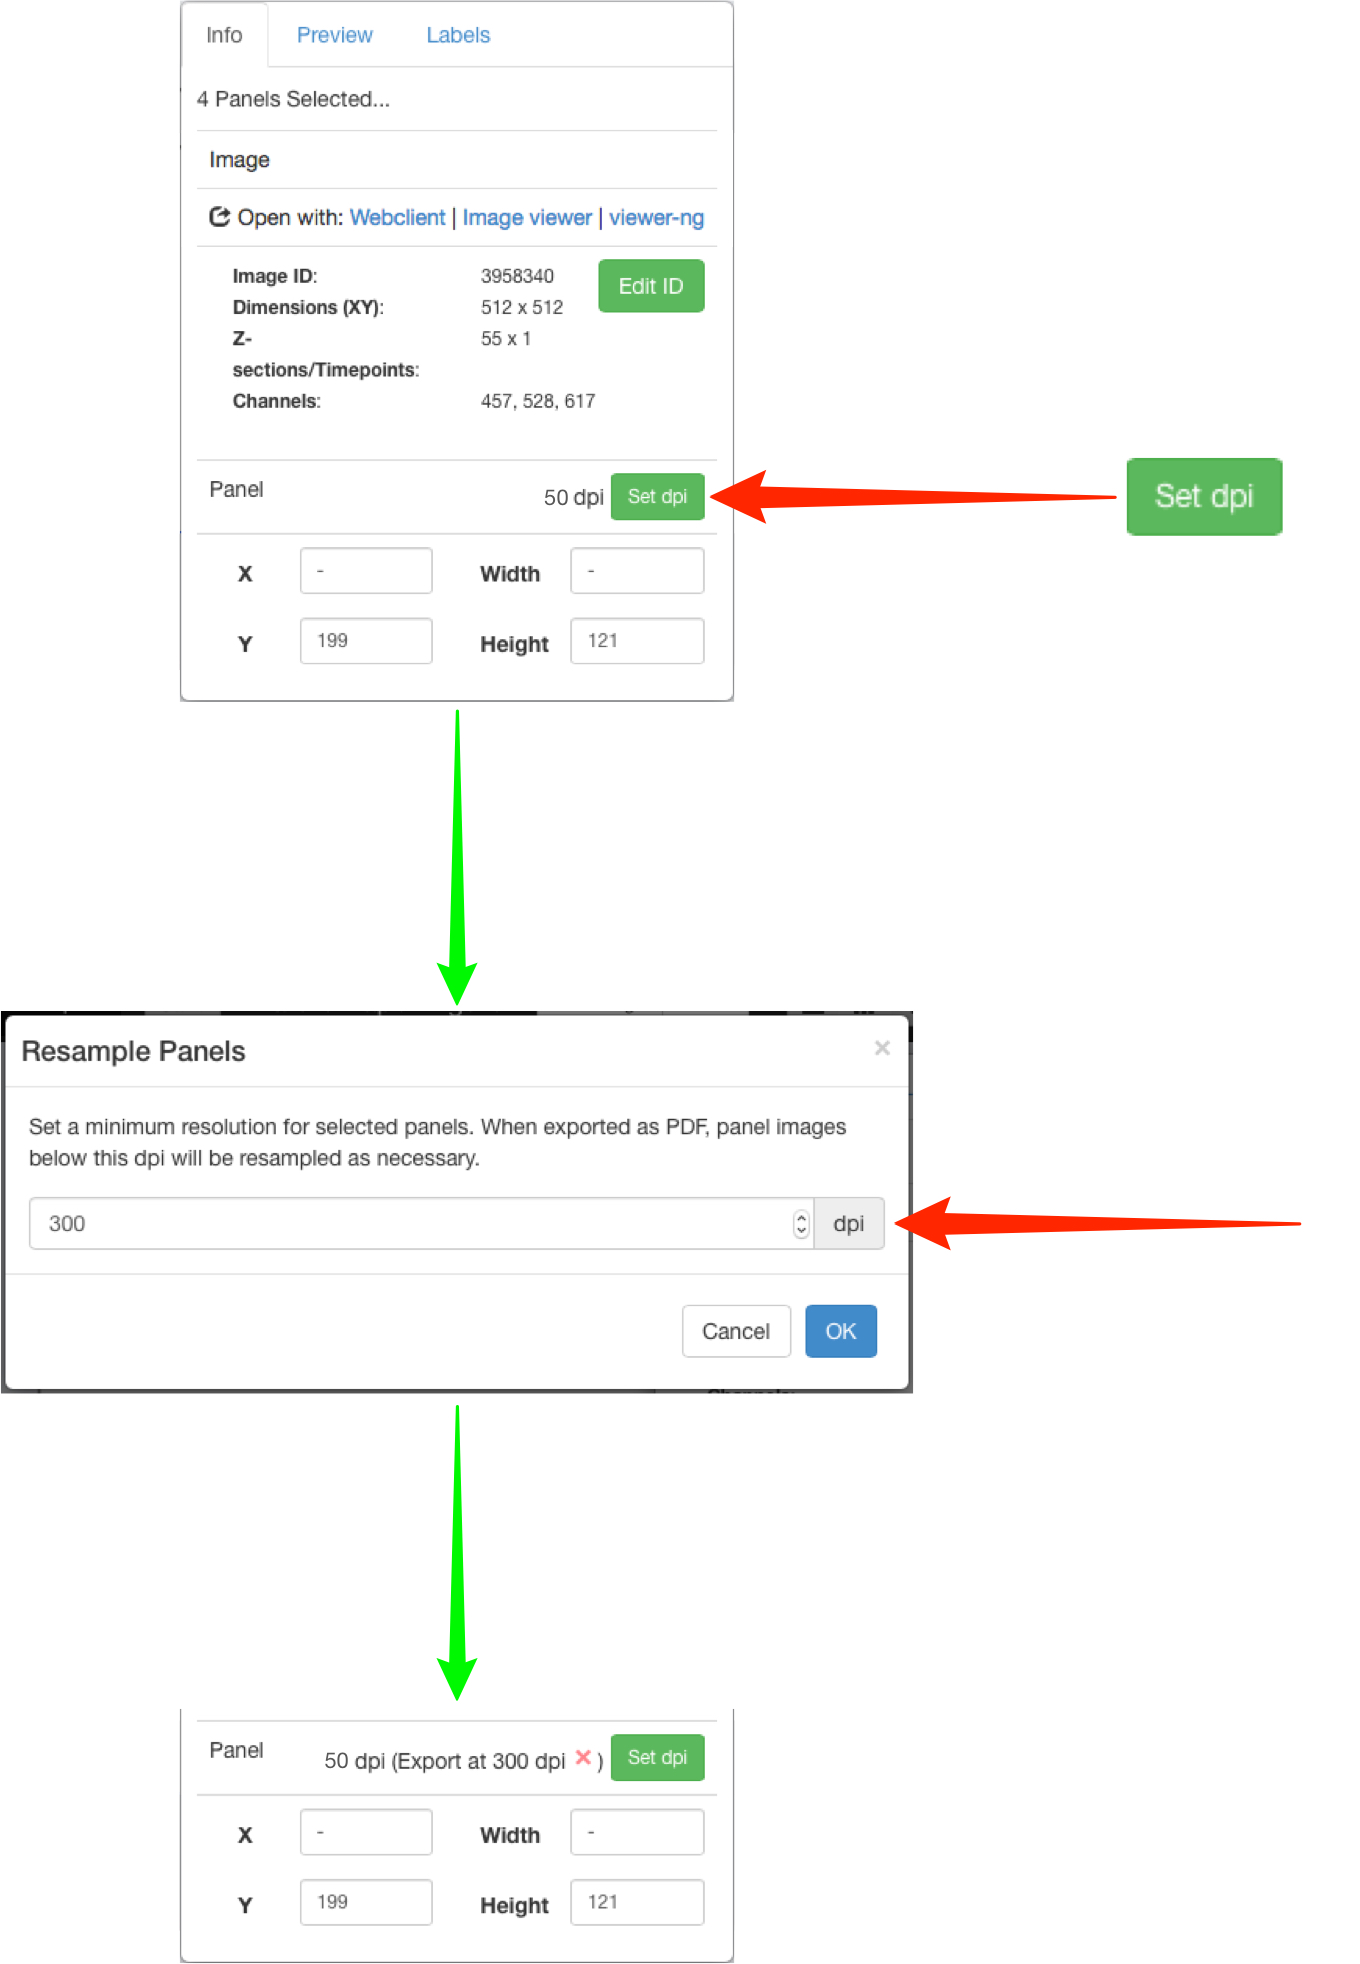 Info Preview Labels
4 Panels Selected...
Image
Open with: Webclient | Image viewer | viewer-ng
Image ID: 3958340 Edit ID
Dimensions (XY): 512 x 512
Z- 55 x 1
sections/Timepoints:
Channels: 457, 528, 617
Panel 50 dpi Set dpi
Set dpi
X - Width -
Y 199 Height 121
Resample Panels ×
Set a minimum resolution for selected panels. When exported as PDF, panel images
below this dpi will be resampled as necessary.
300 dpi
Cancel OK
Panel 50 dpi (Export at 300 dpi ✕ ) Set dpi
X - Width -
Y 199 Height 121